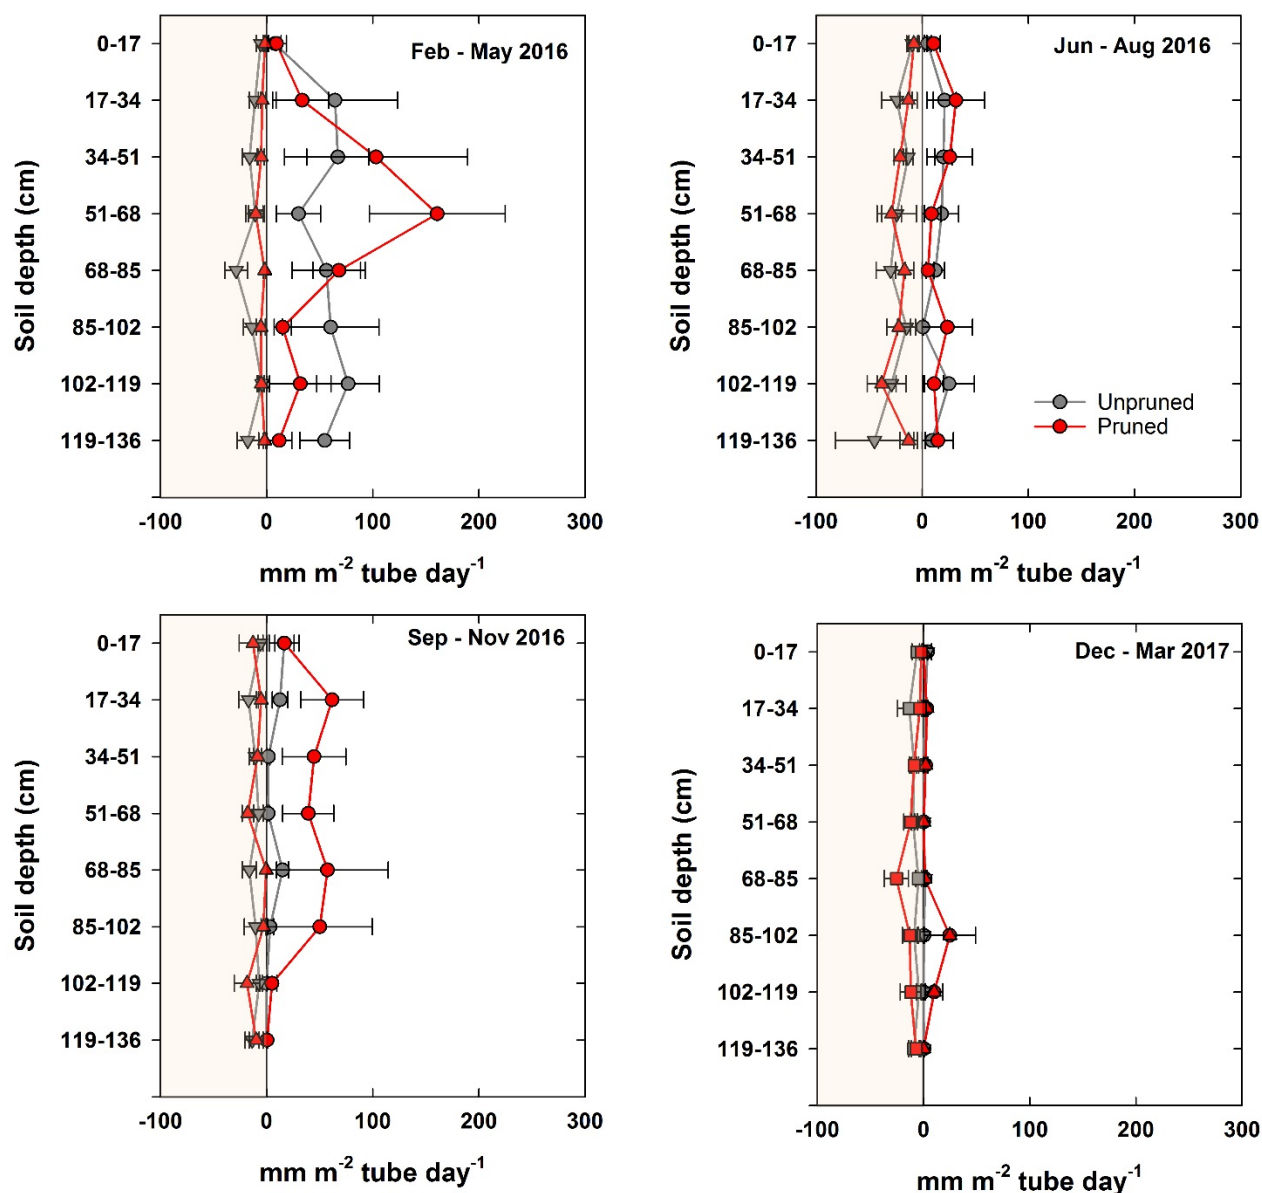 Feb - May 2016
Soil depth (cm)
0-17
17-34
34-51
51-68
68-85
85-102
102-119
119-136
-100 0 100 200 300
mm m⁻² tube day⁻¹
Jun - Aug 2016
Soil depth (cm)
0-17
17-34
34-51
51-68
68-85
85-102
102-119
119-136
Unpruned
Pruned
-100 0 100 200 300
mm m⁻² tube day⁻¹
Sep - Nov 2016
Soil depth (cm)
0-17
17-34
34-51
51-68
68-85
85-102
102-119
119-136
-100 0 100 200 300
mm m⁻² tube day⁻¹
Dec - Mar 2017
Soil depth (cm)
0-17
17-34
34-51
51-68
68-85
85-102
102-119
119-136
-100 0 100 200 300
mm m⁻² tube day⁻¹